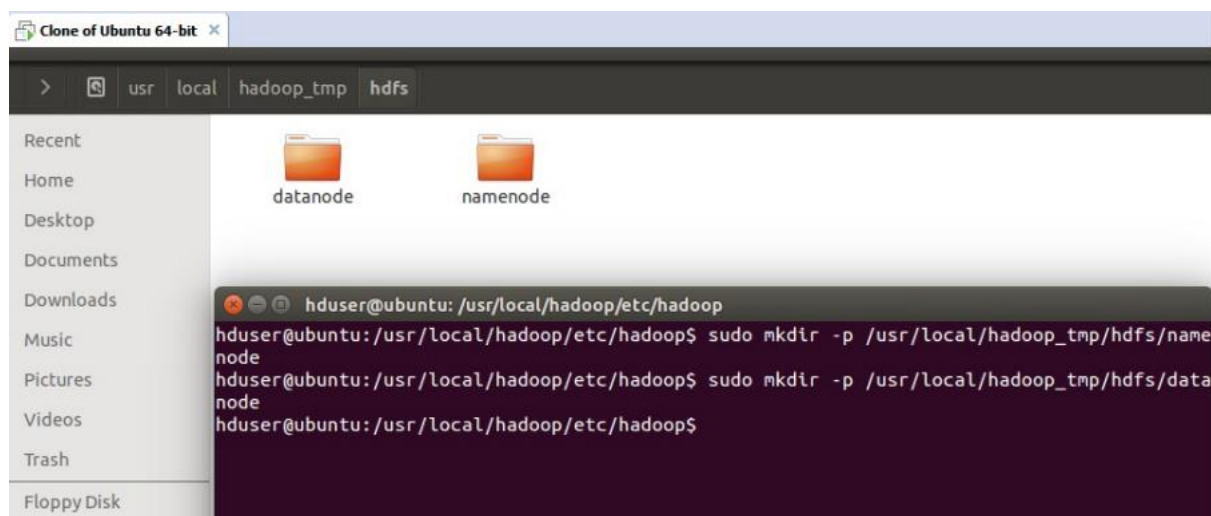 Clone of Ubuntu 64-bit ×
> usr local hadoop_tmp hdfs
Recent
Home
Desktop
Documents
Downloads
Music
Pictures
Videos
Trash
Floppy Disk
datanode namenode
hduser@ubuntu: /usr/local/hadoop/etc/hadoop
hduser@ubuntu:/usr/local/hadoop/etc/hadoop$ sudo mkdir -p /usr/local/hadoop_tmp/hdfs/name
node
hduser@ubuntu:/usr/local/hadoop/etc/hadoop$ sudo mkdir -p /usr/local/hadoop_tmp/hdfs/data
node
hduser@ubuntu:/usr/local/hadoop/etc/hadoop$